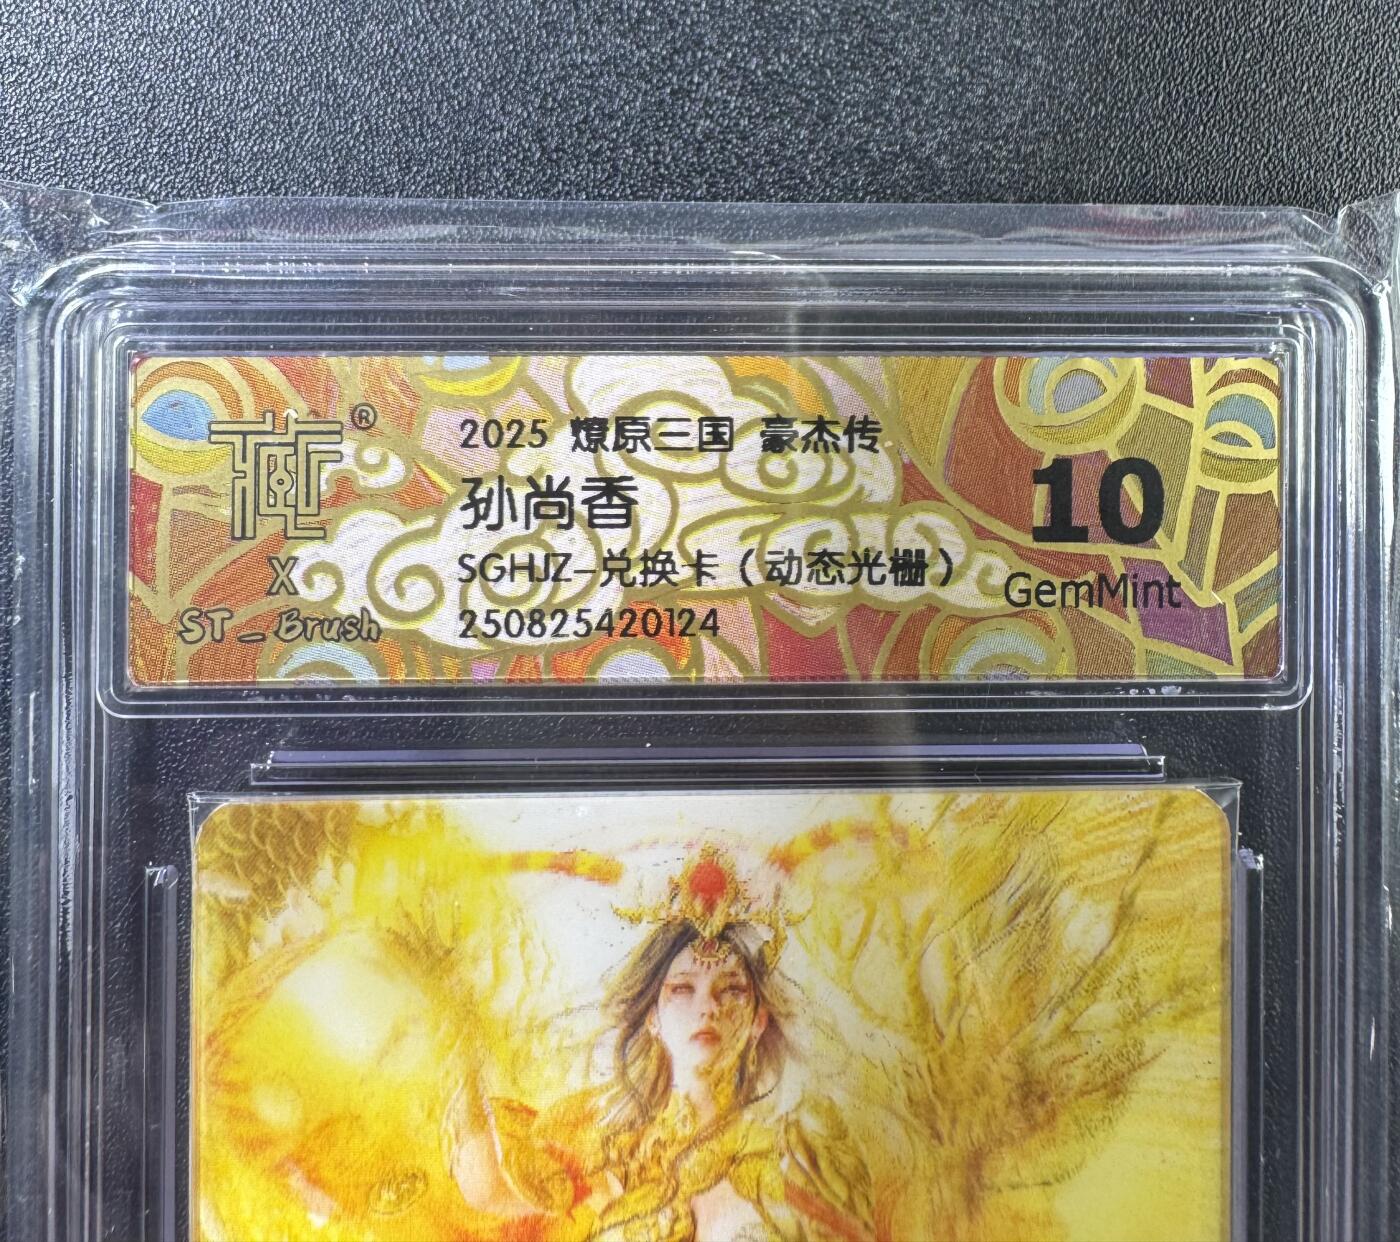 藏®
X
ST_Brush
2025 燎原三国 豪杰传
孙尚香
SGHJZ-兑换卡（动态光栅）
250825420124
10
GemMint